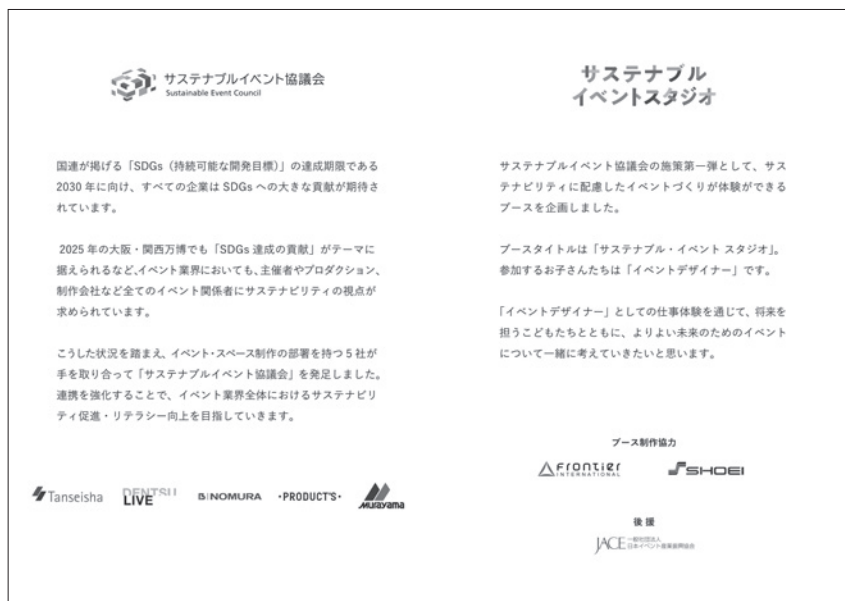 サステナブルイベント協議会
Sustainable Event Council
国連が掲げる「SDGs（持続可能な開発目標）」の達成期限である
2030年に向け、すべての企業はSDGsへの大きな貢献が期待さ
れています。
2025年の大阪・関西万博でも「SDGs達成の貢献」がテーマに
据えられるなど、イベント業界においても、主催者やプロダクション、
制作会社など全てのイベント関係者にサステナビリティの視点が
求められています。
こうした状況を踏まえ、イベント・スペース制作の部署を持つ5社が
手を取り合って「サステナブルイベント協議会」を発足しました。
連携を強化することで、イベント業界全体におけるサステナビリ
ティ促進・リテラシー向上を目指していきます。
Tanseisha
DENTSU
LIVE
NOMURA
・PRODUCT'S・
Murayama
サステナブル
イベントスタジオ
サステナブルイベント協議会の施策第一弾として、サス
テナビリティに配慮したイベントづくりが体験ができる
ブースを企画しました。
ブースタイトルは「サステナブル・イベント スタジオ」。
参加するお子さんたちは「イベントデザイナー」です。
「イベントデザイナー」としての仕事体験を通じて、将来を
担うこどもたちとともに、よりよい未来のためのイベント
について一緒に考えていきたいと思います。
ブース制作協力
FRONTIER
INTERNATIONAL
SHOEI
後援
JACE
一般社団法人
日本イベント産業振興協会